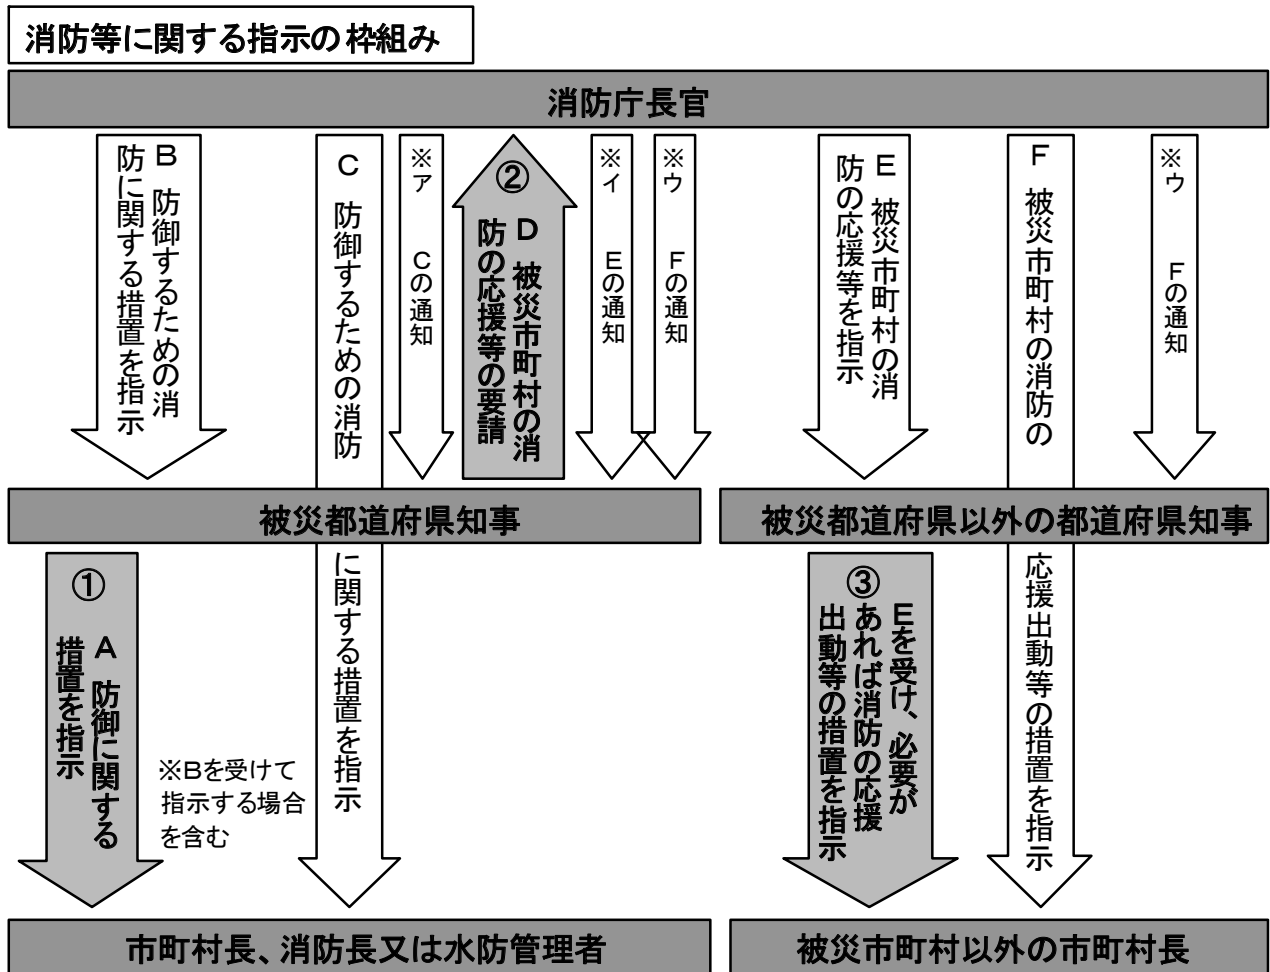 消防等に関する指示の枠組み
消防庁長官
B 防御するための消
防に関する措置を指示
C 防御するための消防
に関する措置を指示
※ア Cの通知
②
D 被災市町村の消
防の応援等の要請
※イ Eの通知
※ウ Fの通知
E 被災市町村の消
防の応援等を指示
F 被災市町村の消防の
応援出動等の措置を指示
※ウ Fの通知
被災都道府県知事
被災都道府県以外の都道府県知事
①
A 防御に関する
措置を指示
※Bを受けて
指示する場合
を含む
③
Eを受け、必要が
あれば消防の応援
出動等の措置を指示
市町村長、消防長又は水防管理者
被災市町村以外の市町村長